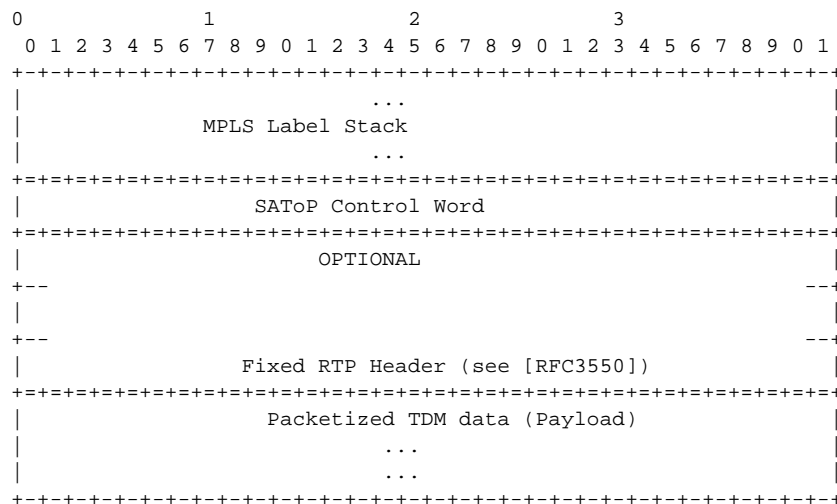 0                   1                   2                   3
 0 1 2 3 4 5 6 7 8 9 0 1 2 3 4 5 6 7 8 9 0 1 2 3 4 5 6 7 8 9 0 1
+-+-+-+-+-+-+-+-+-+-+-+-+-+-+-+-+-+-+-+-+-+-+-+-+-+-+-+-+-+-+-+-+
|                           ...                                 |
|              MPLS Label Stack                                 |
|                           ...                                 |
+=+=+=+=+=+=+=+=+=+=+=+=+=+=+=+=+=+=+=+=+=+=+=+=+=+=+=+=+=+=+=+=+
|                  SAToP Control Word                           |
+=+=+=+=+=+=+=+=+=+=+=+=+=+=+=+=+=+=+=+=+=+=+=+=+=+=+=+=+=+=+=+=+
|                       OPTIONAL                                |
+--                                                           --+
|                                                               |
+--                                                           --+
|                 Fixed RTP Header (see [RFC3550])              |
+=+=+=+=+=+=+=+=+=+=+=+=+=+=+=+=+=+=+=+=+=+=+=+=+=+=+=+=+=+=+=+=+
|                   Packetized TDM data (Payload)               |
|                            ...                                |
|                            ...                                |
+-+-+-+-+-+-+-+-+-+-+-+-+-+-+-+-+-+-+-+-+-+-+-+-+-+-+-+-+-+-+-+-+